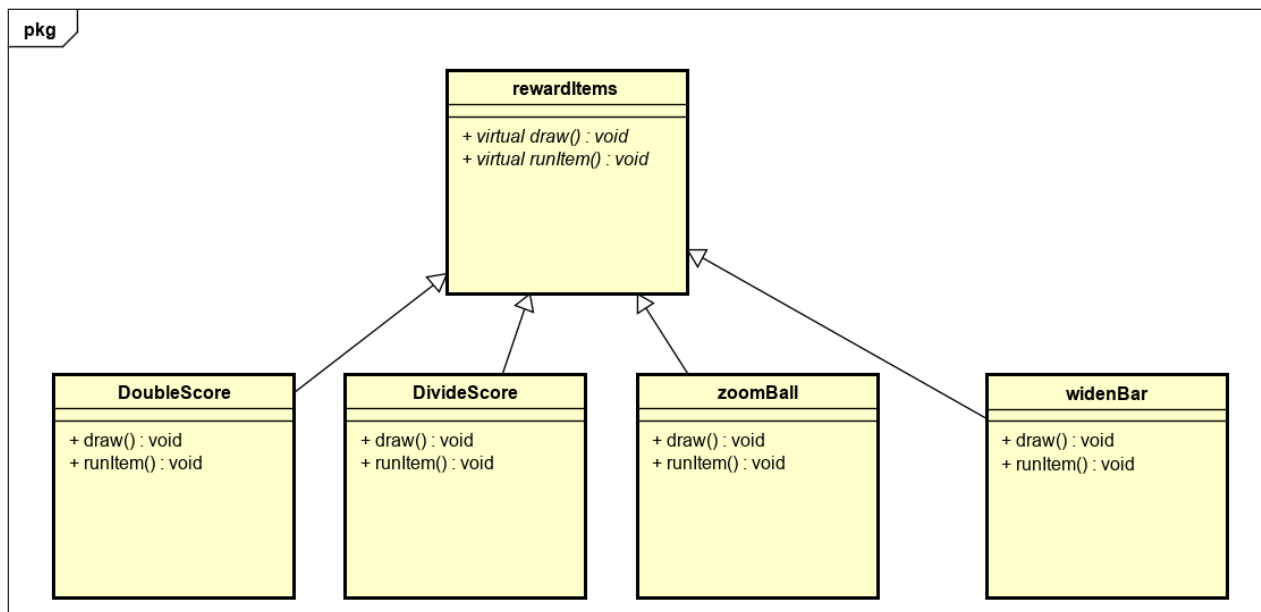 pkg
rewardItems
+ virtual draw() : void
+ virtual runItem() : void
DoubleScore
+ draw() : void
+ runItem() : void
DivideScore
+ draw() : void
+ runItem() : void
zoomBall
+ draw() : void
+ runItem() : void
widenBar
+ draw() : void
+ runItem() : void